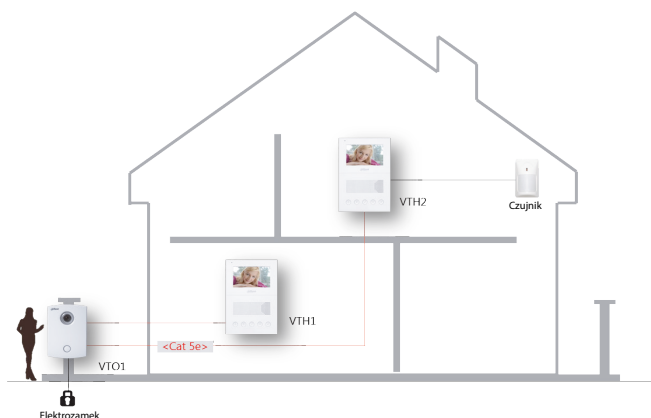 VTH2
Czujnik
VTH1
<Cat 5e>
VTO1
Elektrozamek